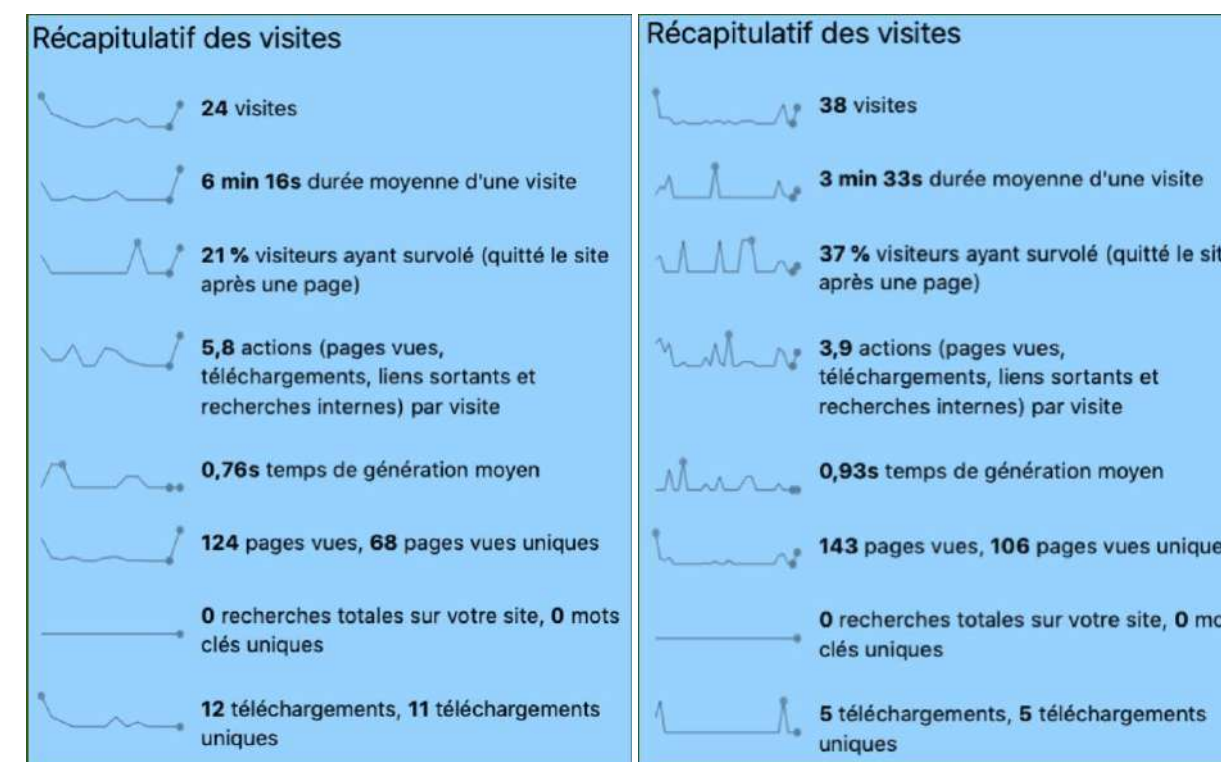 Récapitulatif des visites
24 visites
6 min 16s durée moyenne d'une visite
21 % visiteurs ayant survolé (quitté le site
après une page)
5,8 actions (pages vues,
téléchargements, liens sortants et
recherches internes) par visite
0,76s temps de génération moyen
124 pages vues, 68 pages vues uniques
0 recherches totales sur votre site, 0 mots
clés uniques
12 téléchargements, 11 téléchargements
uniques
Récapitulatif des visites
38 visites
3 min 33s durée moyenne d'une visite
37 % visiteurs ayant survolé (quitté le sit
après une page)
3,9 actions (pages vues,
téléchargements, liens sortants et
recherches internes) par visite
0,93s temps de génération moyen
143 pages vues, 106 pages vues unique
0 recherches totales sur votre site, 0 mo
clés uniques
5 téléchargements, 5 téléchargements
uniques